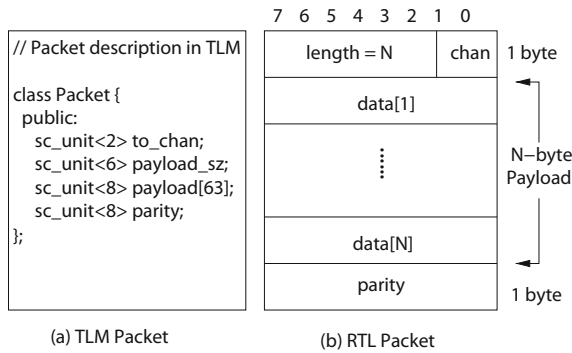 // Packet description in TLM
class Packet {
public:
sc_unit<2> to_chan;
sc_unit<6> payload_sz;
sc_unit<8> payload[63];
sc_unit<8> parity;
};
(a) TLM Packet
7 6 5 4 3 2 1 0
length = N
chan
1 byte
data[1]
N−byte
Payload
data[N]
parity
1 byte
(b) RTL Packet